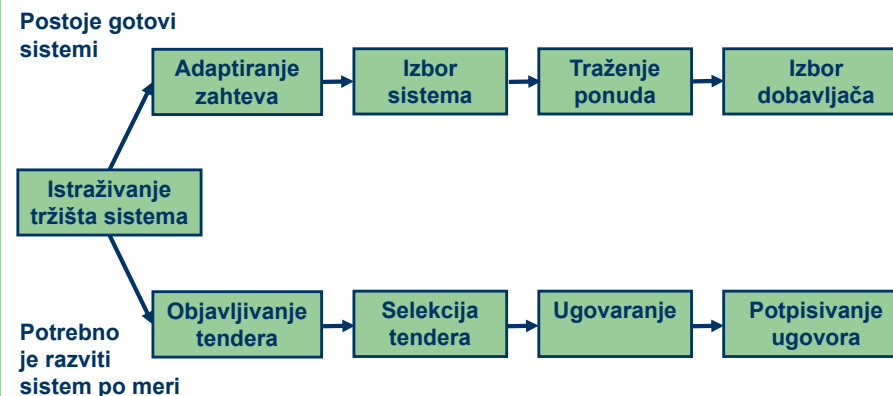 Postoje gotovi
sistemi
Adaptiranje
zahteva
Izbor
sistema
Traženje
ponuda
Izbor
dobavljača
Istraživanje
tržišta sistema
Objavljivanje
tendera
Selekcija
tendera
Ugovaranje
Potpisivanje
ugovora
Potrebno
je razviti
sistem po meri